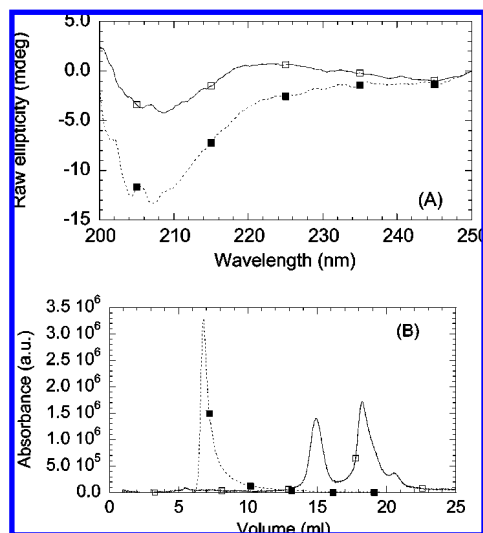 5.0
0.0
-5.0
-10
-15
Raw ellipticity (mdeg)
(A)
200 210 220 230 240 250
Wavelength (nm)
3.5 10⁶
3.0 10⁶
2.5 10⁶
2.0 10⁶
1.5 10⁶
1.0 10⁶
5.0 10⁵
0.0
Absorbance (a.u.)
(B)
0 5 10 15 20 25
Volume (ml)